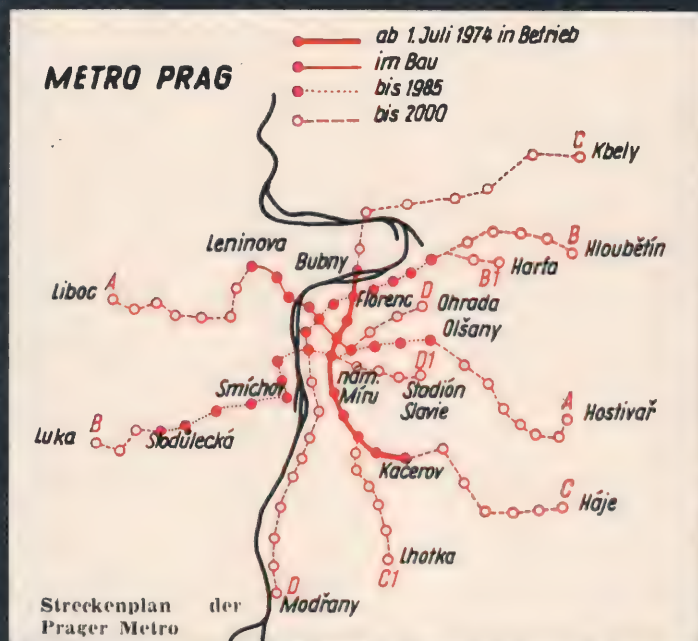 METRO PRAG
ab 1. Juli 1974 in Betrieb
im Bau
bis 1985
bis 2000
C
Kbely
Leninova
Bubny
B
Hloubětín
B1
Harfa
Liboc
A
Florenc
D
Ohrada
Olšany
Smíchov
nám.
Míru
D1
Stadión
Slavie
A
Hostivař
Luka
B
Stodůlecká
Kačerov
C
Háje
Lhotka
C1
D
Modřany
Streckenplan der
Prager Metro